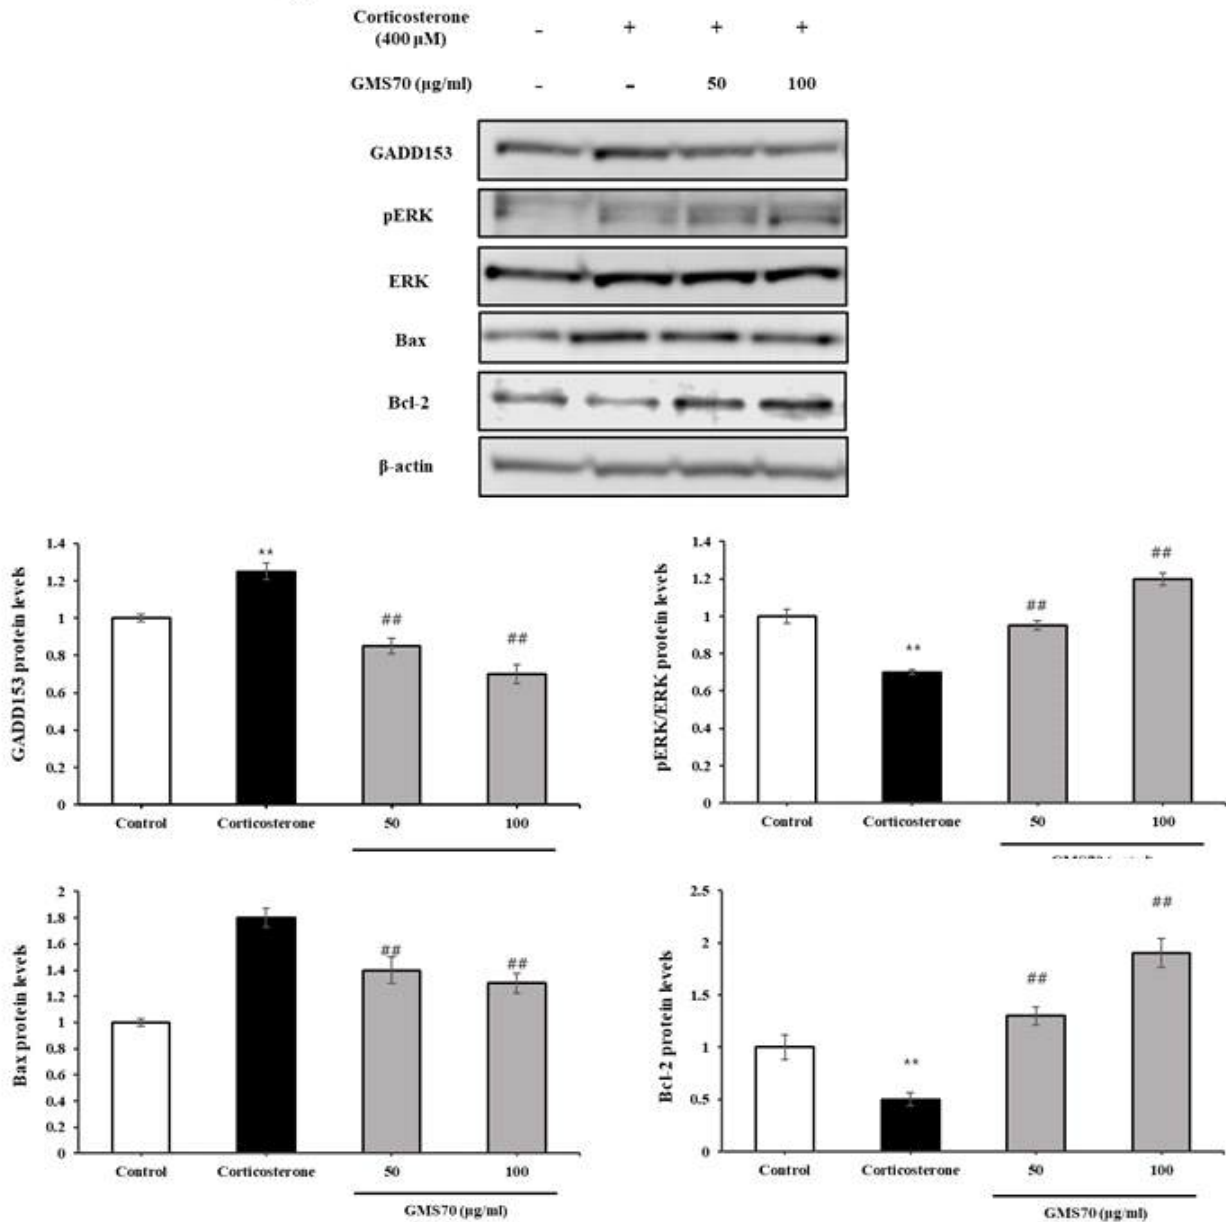 Corticosterone
(400 µM) - + + +
GMS70 (µg/ml) - - 50 100
GADD153
pERK
ERK
Bax
Bcl-2
β-actin
GADD153 protein levels
1.4
1.2
1
0.8
0.6
0.4
0.2
0
**
##
##
Control Corticosterone 50 100
pERK/ERK protein levels
1.4
1.2
1
0.8
0.6
0.4
0.2
0
**
##
##
Control Corticosterone 50 100
Bax protein levels
2
1.8
1.6
1.4
1.2
1
0.8
0.6
0.4
0.2
0
##
##
Control Corticosterone 50 100
GMS70 (µg/ml)
Bcl-2 protein levels
2.5
2
1.5
1
0.5
0
**
##
##
Control Corticosterone 50 100
GMS70 (µg/ml)